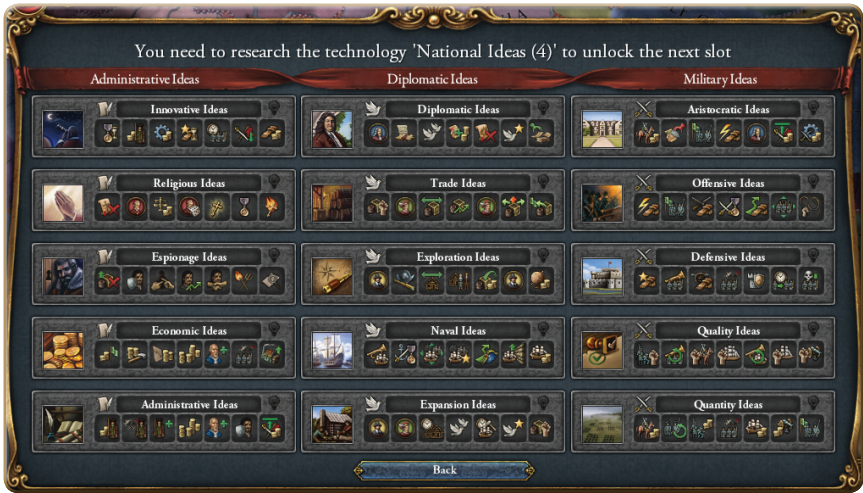 You need to research the technology 'National Ideas (4)' to unlock the next slot
Administrative Ideas
Diplomatic Ideas
Military Ideas
Innovative Ideas
Diplomatic Ideas
Aristocratic Ideas
Religious Ideas
Trade Ideas
Offensive Ideas
Espionage Ideas
Exploration Ideas
Defensive Ideas
Economic Ideas
Naval Ideas
Quality Ideas
Administrative Ideas
Expansion Ideas
Quantity Ideas
Back